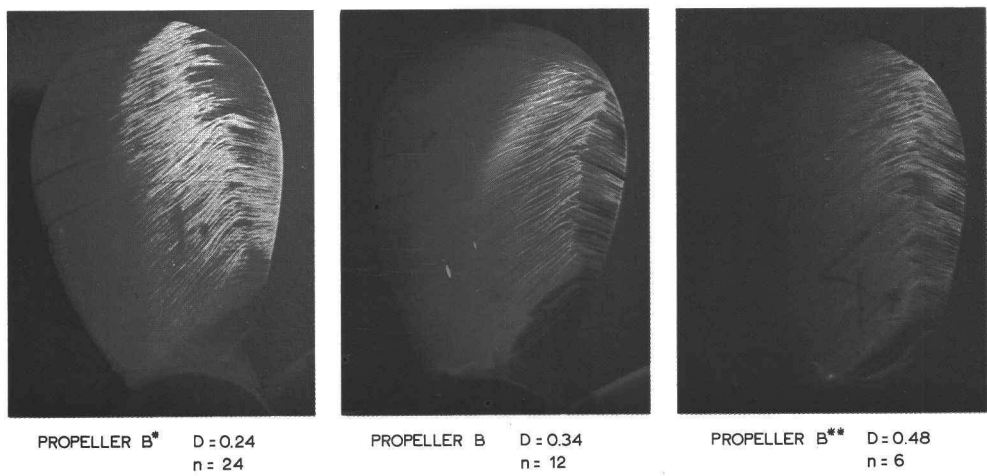 PROPELLER B* D = 0.24
n = 24
PROPELLER B D = 0.34
n = 12
PROPELLER B** D = 0.48
n = 6